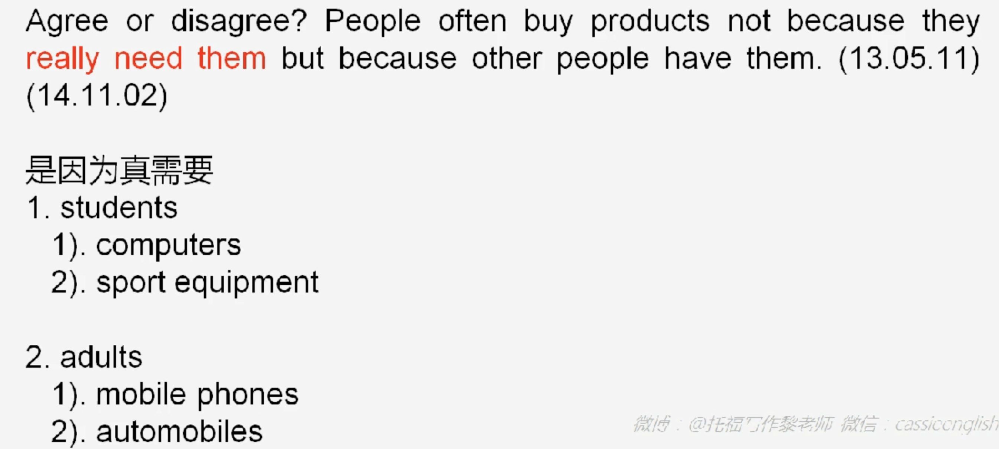 Agree or disagree? People often buy products not because they
really need them but because other people have them. (13.05.11)
(14.11.02)
是因为真需要
1. students
1). computers
2). sport equipment
2. adults
1). mobile phones
2). automobiles
微博：@托福写作黎老师 微信：